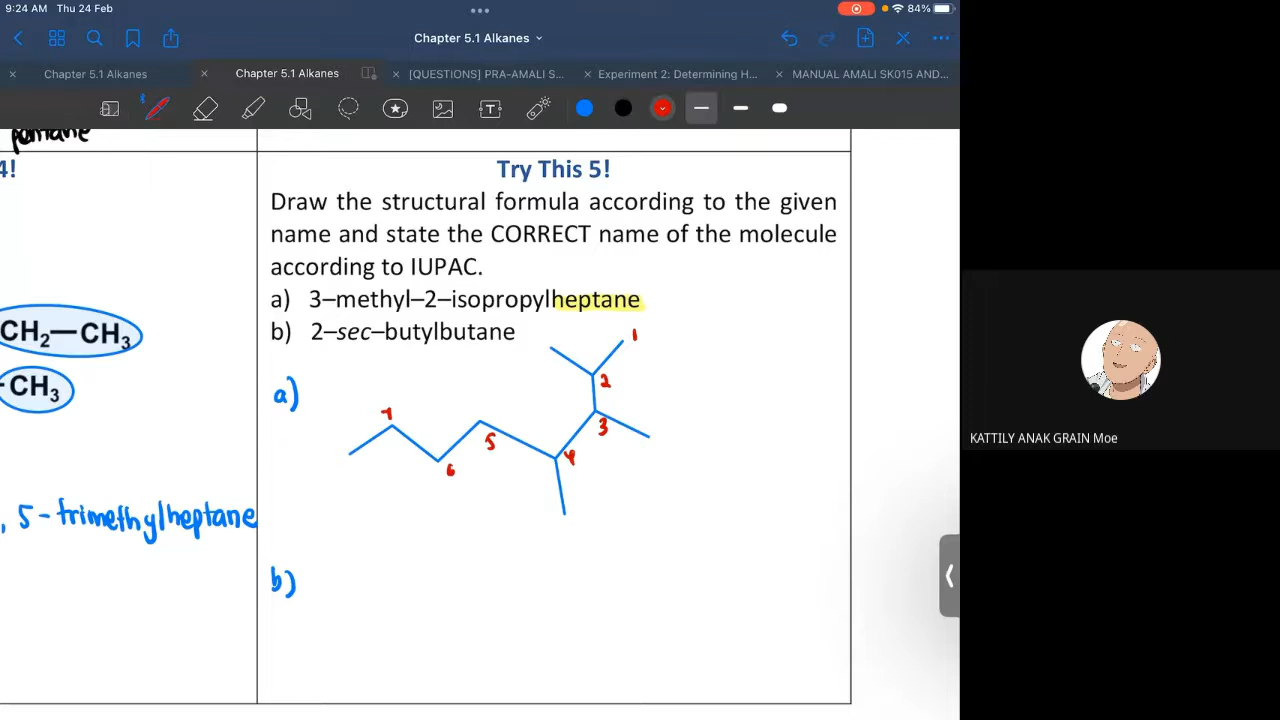 9:24 AM Thu 24 Feb
84%
Chapter 5.1 Alkanes
Chapter 5.1 Alkanes
Chapter 5.1 Alkanes
[QUESTIONS] PRA-AMALI S...
Experiment 2: Determining H...
MANUAL AMALI SK015 AND...
4!
CH2—CH3
-CH3
, 5-trimethylheptane
Try This 5!
Draw the structural formula according to the given
name and state the CORRECT name of the molecule
according to IUPAC.
a) 3–methyl–2–isopropylheptane
b) 2–sec–butylbutane
a)
1
2
3
4
5
6
7
b)
KATTILY ANAK GRAIN Moe